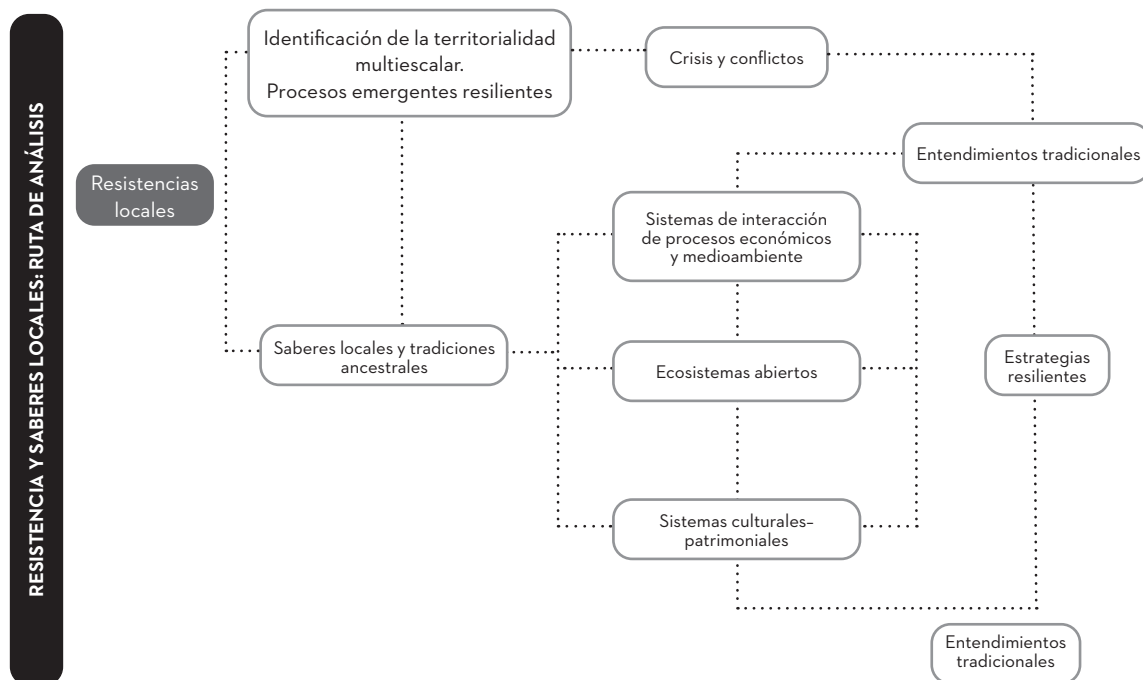 RESISTENCIA Y SABERES LOCALES: RUTA DE ANÁLISIS
Resistencias
locales
Identificación de la territorialidad
multiescalar.
Procesos emergentes resilientes
Crisis y conflictos
Entendimientos tradicionales
Sistemas de interacción
de procesos económicos
y medioambiente
Saberes locales y tradiciones
ancestrales
Ecosistemas abiertos
Estrategias
resilientes
Sistemas culturales–
patrimoniales
Entendimientos
tradicionales